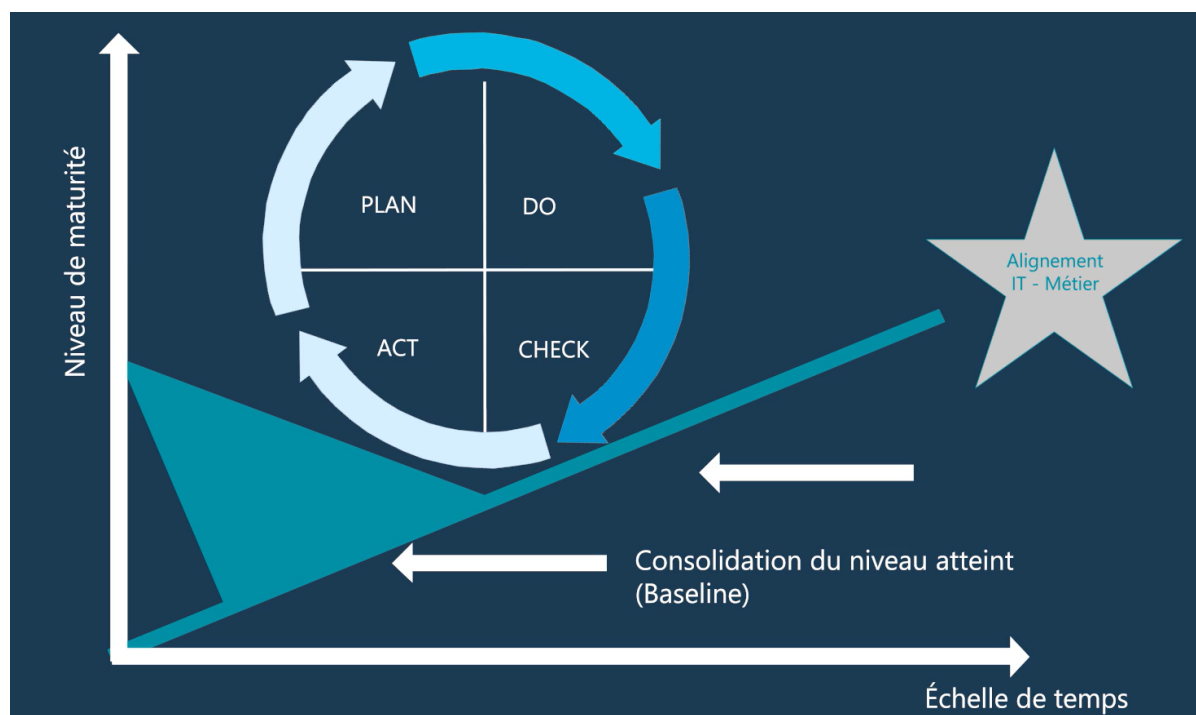 Niveau de maturité
PLAN
DO
ACT
CHECK
Alignement
IT - Métier
Consolidation du niveau atteint
(Baseline)
Échelle de temps